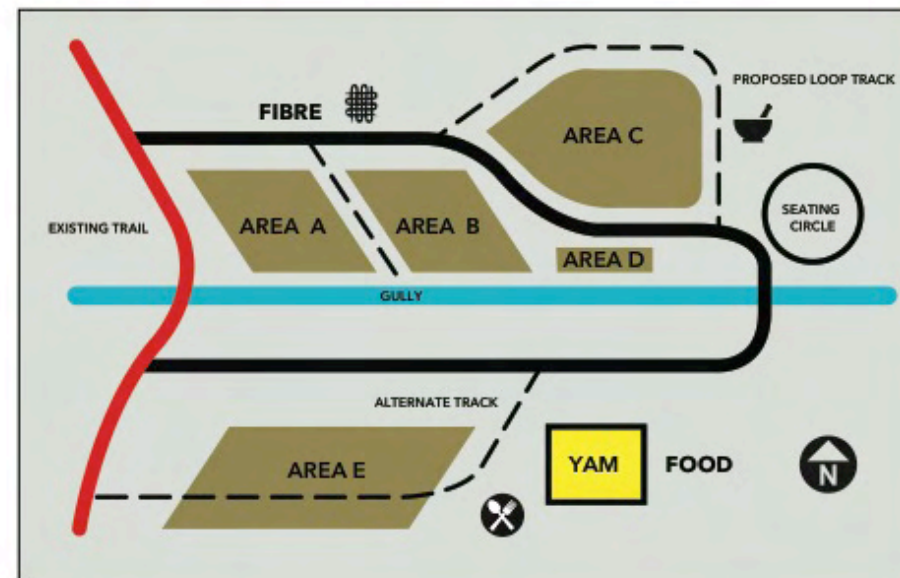 PROPOSED LOOP TRACK
FIBRE
AREA C
EXISTING TRAIL
AREA A
AREA B
SEATING
CIRCLE
AREA D
GULLY
ALTERNATE TRACK
AREA E
YAM
FOOD
N